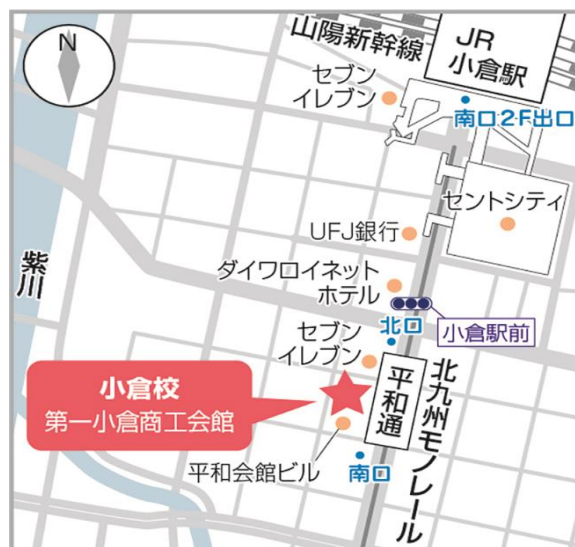 N
山陽新幹線
JR
小倉駅
セブン
イレブン
南口2F出口
セントシティ
UFJ銀行
ダイワロイネット
ホテル
紫川
小倉駅前
北口
セブン
イレブン
小倉校
第一小倉商工会館
平和通
北九州モノレール
平和会館ビル
南口